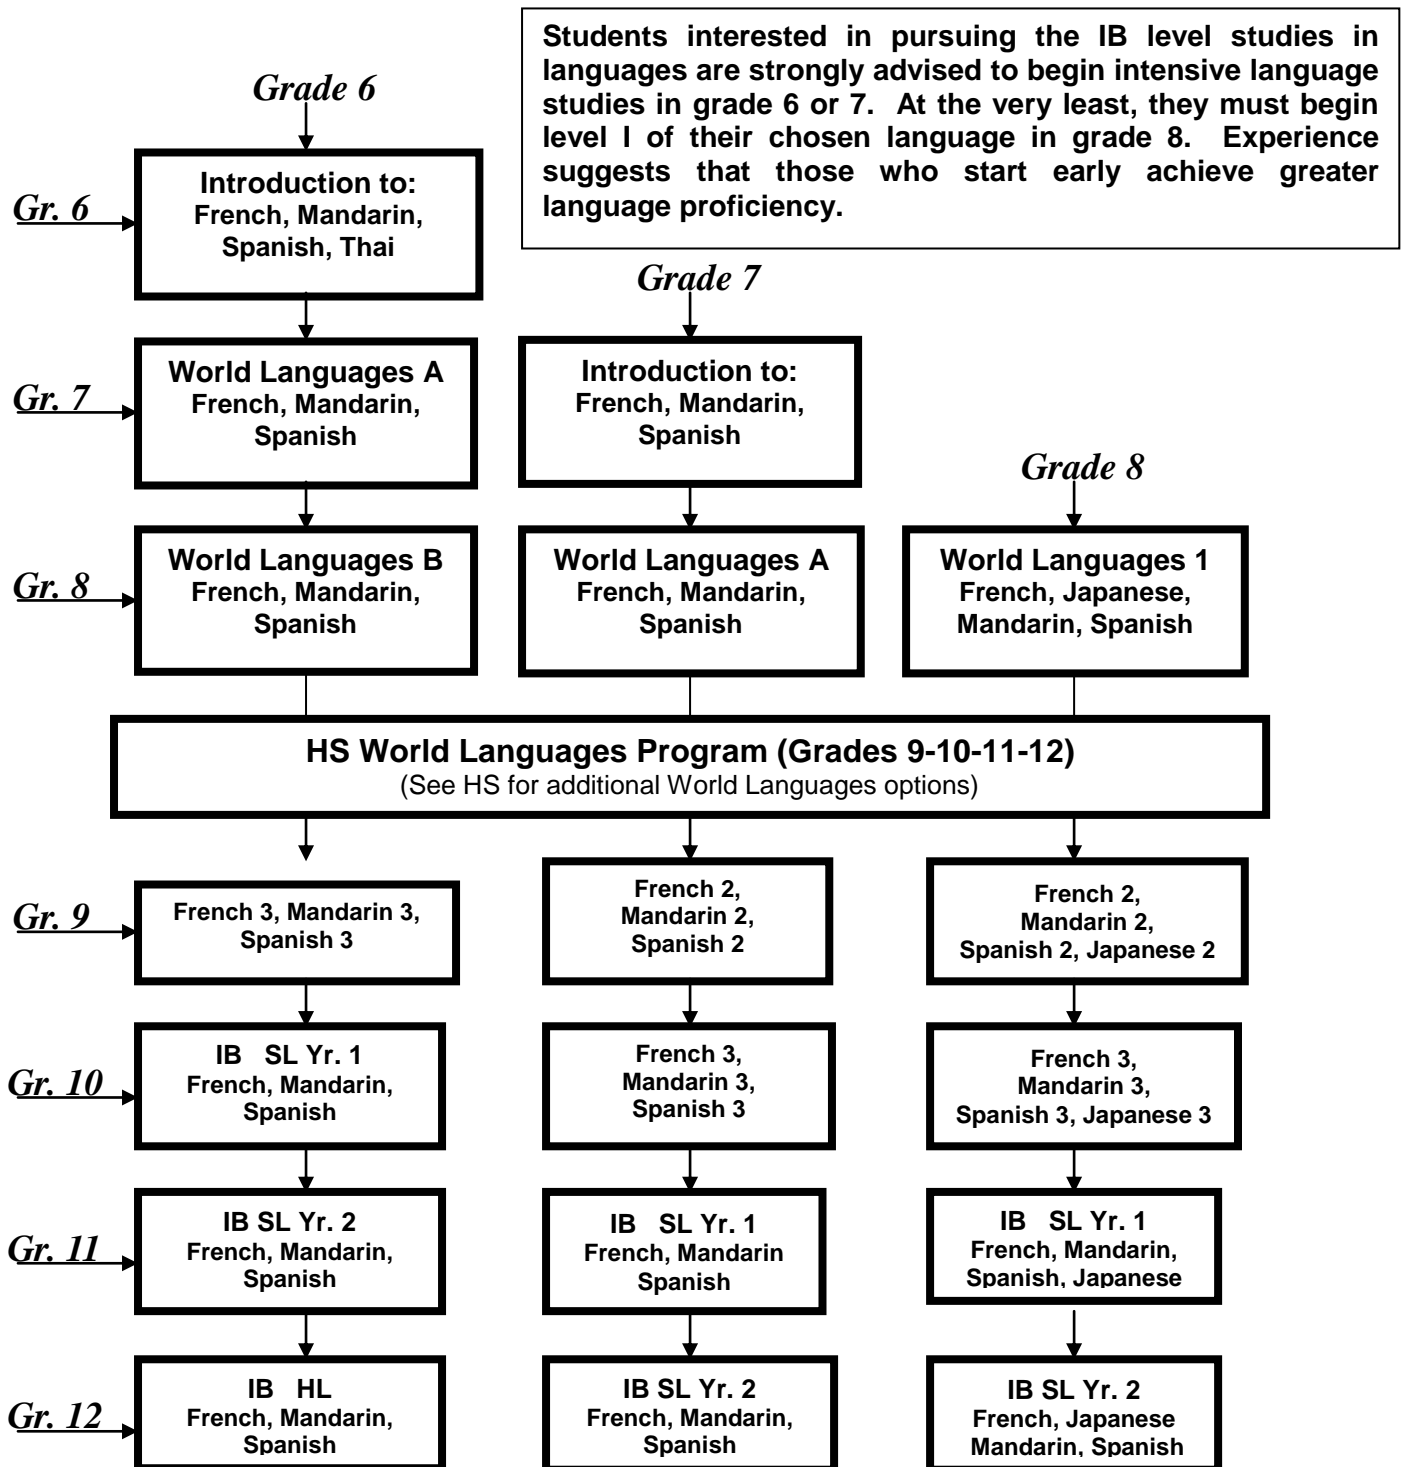 Students interested in pursuing the IB level studies in
languages are strongly advised to begin intensive language
studies in grade 6 or 7. At the very least, they must begin
level I of their chosen language in grade 8. Experience
suggests that those who start early achieve greater
language proficiency.
Grade 6
Gr. 6
Introduction to:
French, Mandarin,
Spanish, Thai
Grade 7
Gr. 7
World Languages A
French, Mandarin,
Spanish
Introduction to:
French, Mandarin,
Spanish
Grade 8
Gr. 8
World Languages B
French, Mandarin,
Spanish
World Languages A
French, Mandarin,
Spanish
World Languages 1
French, Japanese,
Mandarin, Spanish
HS World Languages Program (Grades 9-10-11-12)
(See HS for additional World Languages options)
Gr. 9
French 3, Mandarin 3,
Spanish 3
French 2,
Mandarin 2,
Spanish 2
French 2,
Mandarin 2,
Spanish 2, Japanese 2
Gr. 10
IB SL Yr. 1
French, Mandarin,
Spanish
French 3,
Mandarin 3,
Spanish 3
French 3,
Mandarin 3,
Spanish 3, Japanese 3
Gr. 11
IB SL Yr. 2
French, Mandarin,
Spanish
IB SL Yr. 1
French, Mandarin
Spanish
IB SL Yr. 1
French, Mandarin,
Spanish, Japanese
Gr. 12
IB HL
French, Mandarin,
Spanish
IB SL Yr. 2
French, Mandarin,
Spanish
IB SL Yr. 2
French, Japanese
Mandarin, Spanish